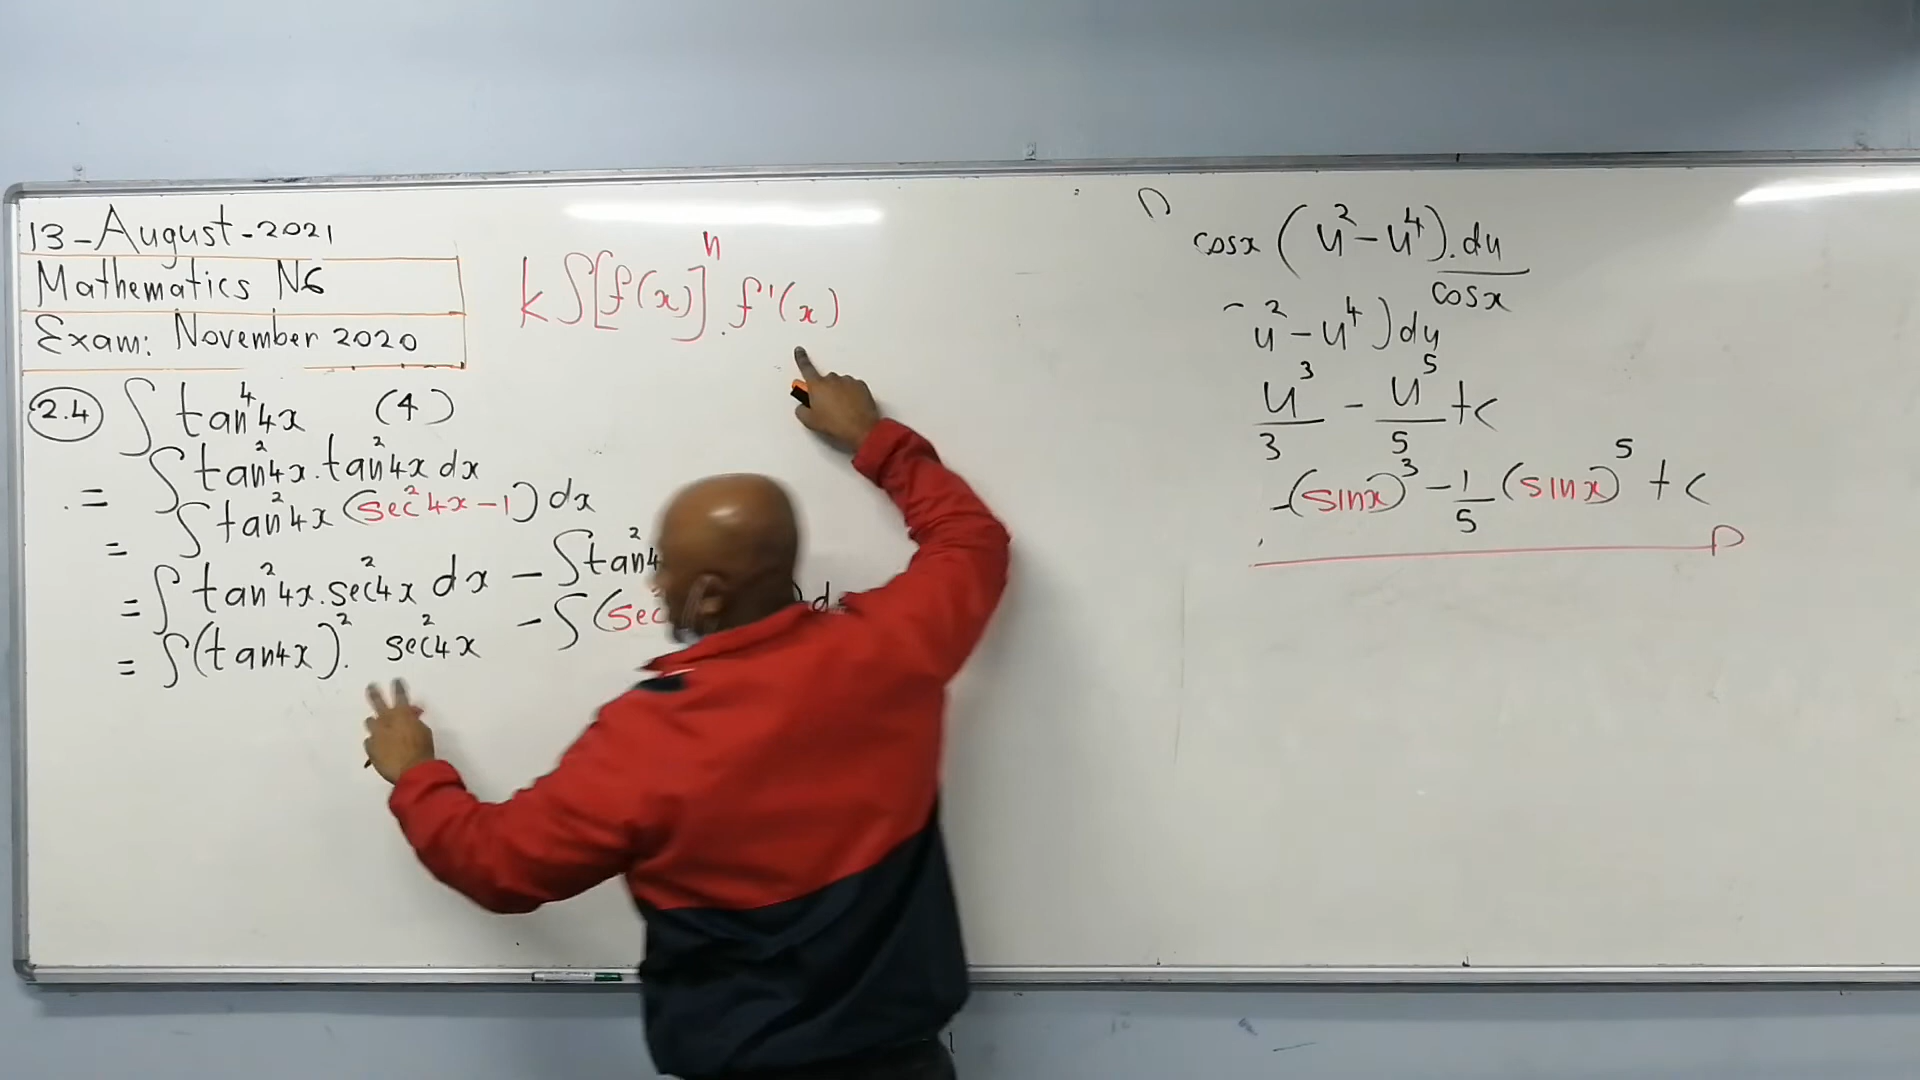 13-August-2021
Mathematics N6
Exam: November 2020
k∫[f(x)]ⁿ. f'(x)
2.4 ∫ tan⁴4x (4)
= ∫ tan²4x.tan²4x dx
= ∫ tan²4x (sec²4x-1) dx
= ∫ tan²4x.sec²4x dx - ∫tan²4
= ∫(tan4x)². sec²4x - ∫(sec
cosx (u²-u⁴).du/cosx
u²-u⁴)du
u³/3 - u⁵/5 +c
(sinx)³ - 1/5 (sinx)⁵ + c